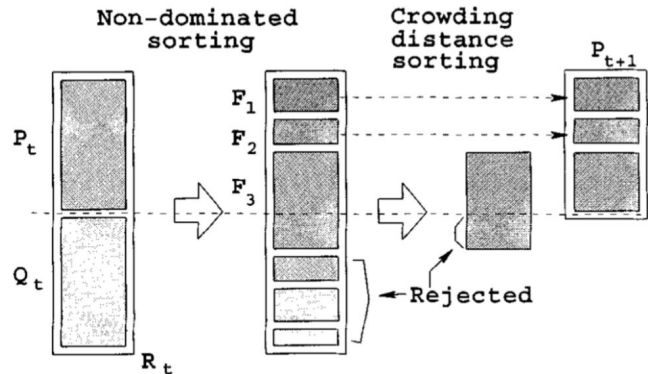 Non-dominated
sorting
Crowding
distance
sorting
P_{t+1}
F_1
P_t
F_2
F_3
Q_t
Rejected
R_t